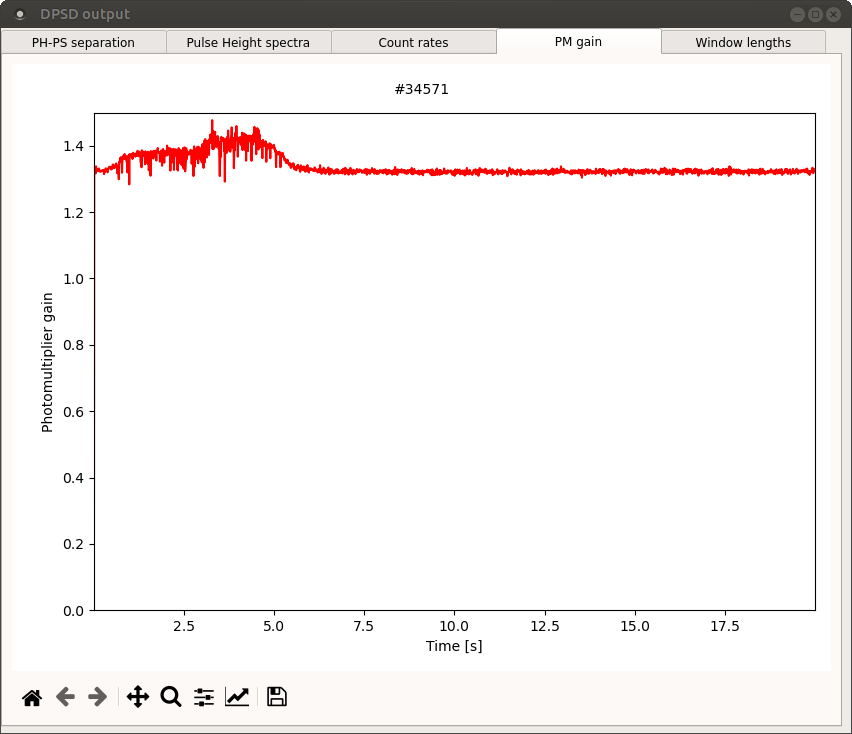 DPSD output
PH-PS separation
Pulse Height spectra
Count rates
PM gain
Window lengths
#34571
1.4
1.2
1.0
0.8
0.6
0.4
0.2
0.0
Photomultiplier gain
2.5
5.0
7.5
10.0
12.5
15.0
17.5
Time [s]